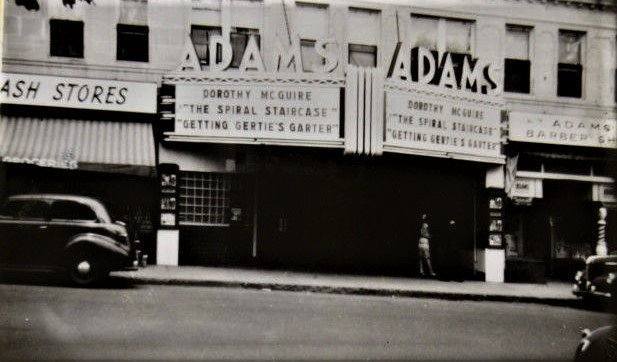 ASH STORES
ADAMS
DOROTHY McGUIRE
"THE SPIRAL STAIRCASE"
"GETTING GERTIE'S GARTER"
ADAMS
DOROTHY McGUIRE
"THE SPIRAL STAIRCASE"
"GETTING GERTIE'S GARTER"
ADAMS
BARBER SH